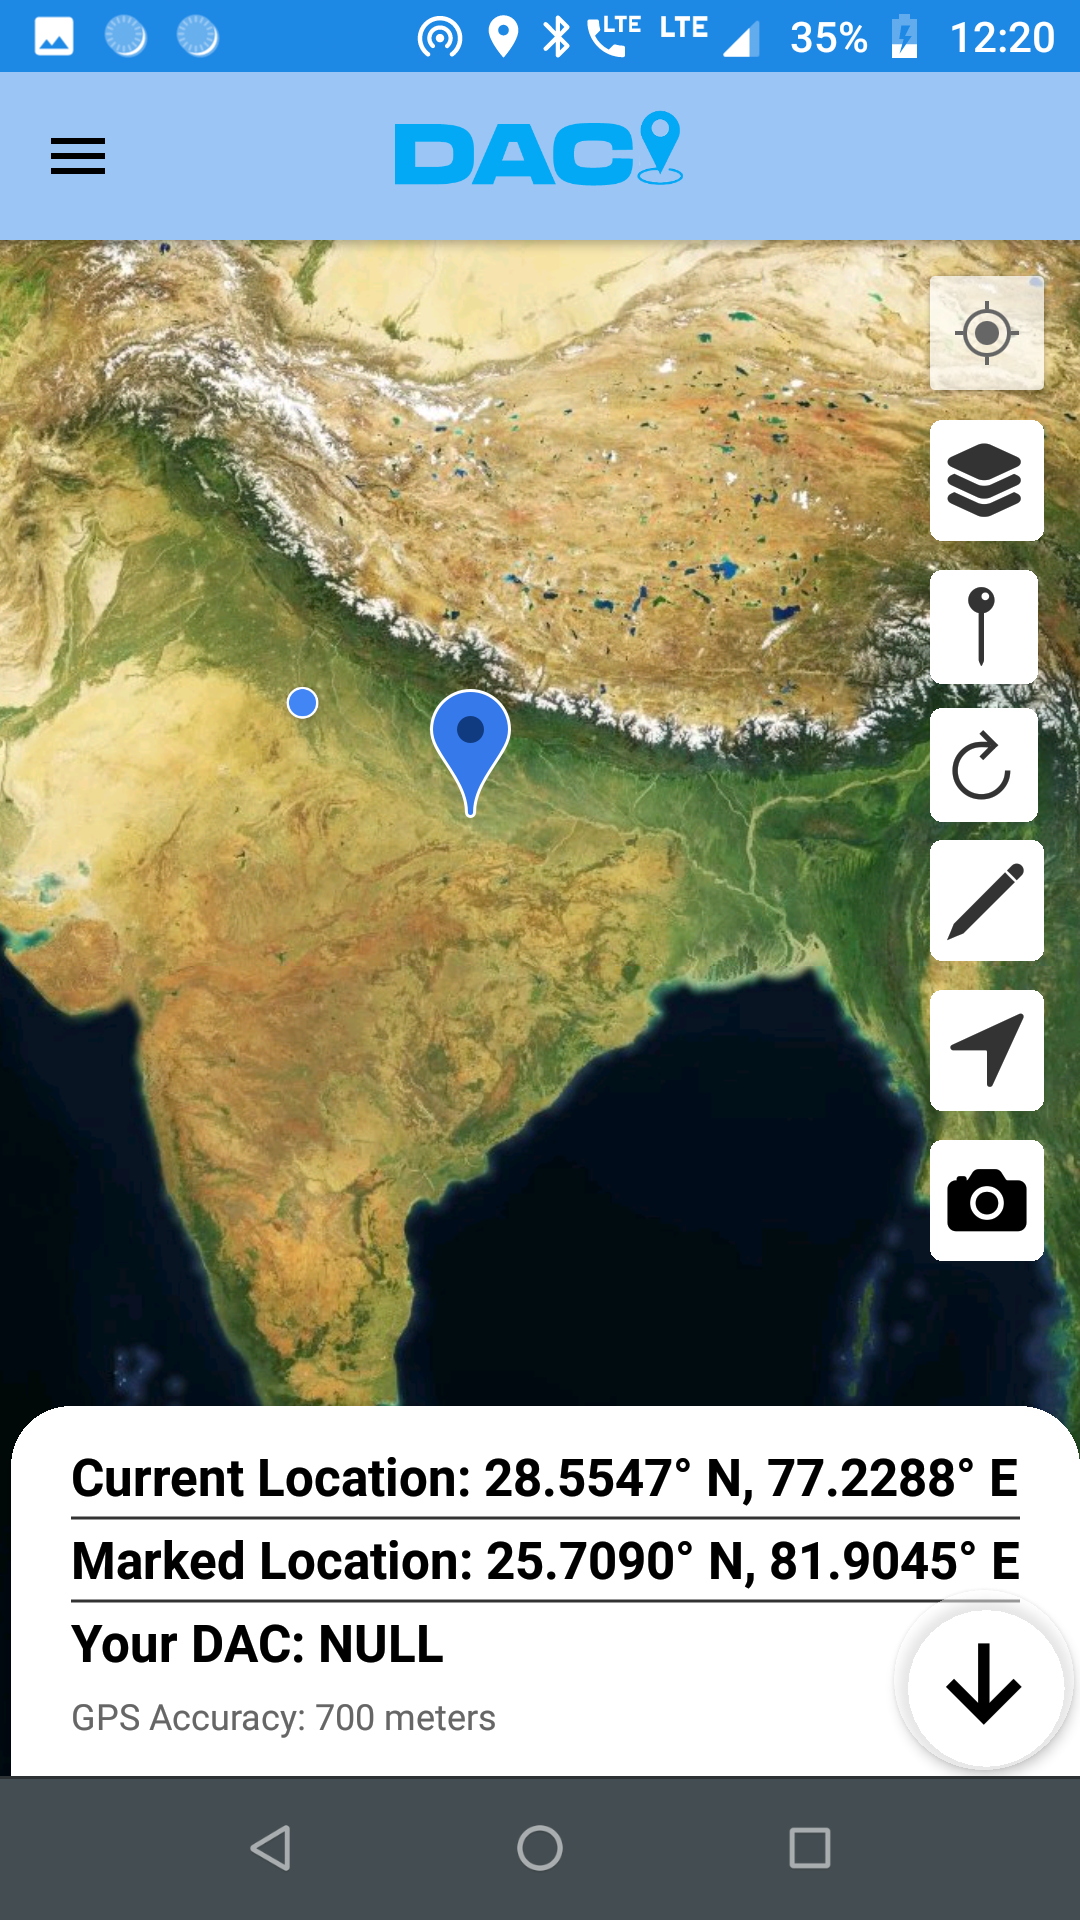 LTE LTE 35% 12:20
DAC
Current Location: 28.5547° N, 77.2288° E
Marked Location: 25.7090° N, 81.9045° E
Your DAC: NULL
GPS Accuracy: 700 meters